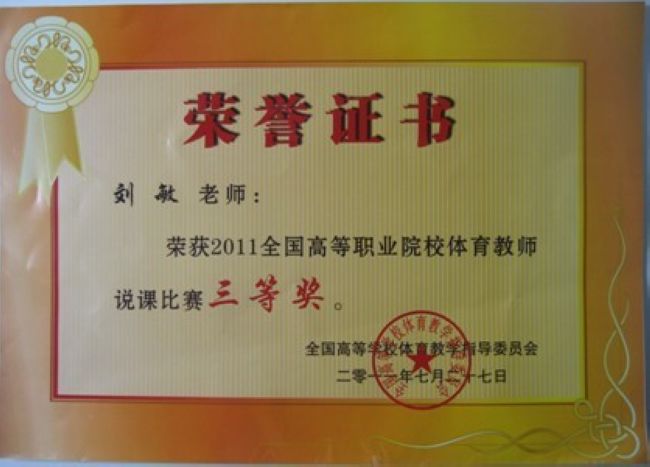 荣誉证书
刘敏 老师：
荣获2011全国高等职业院校体育教师
说课比赛三等奖。
全国高等学校体育教学指导委员会
二零一一年七月二十七日